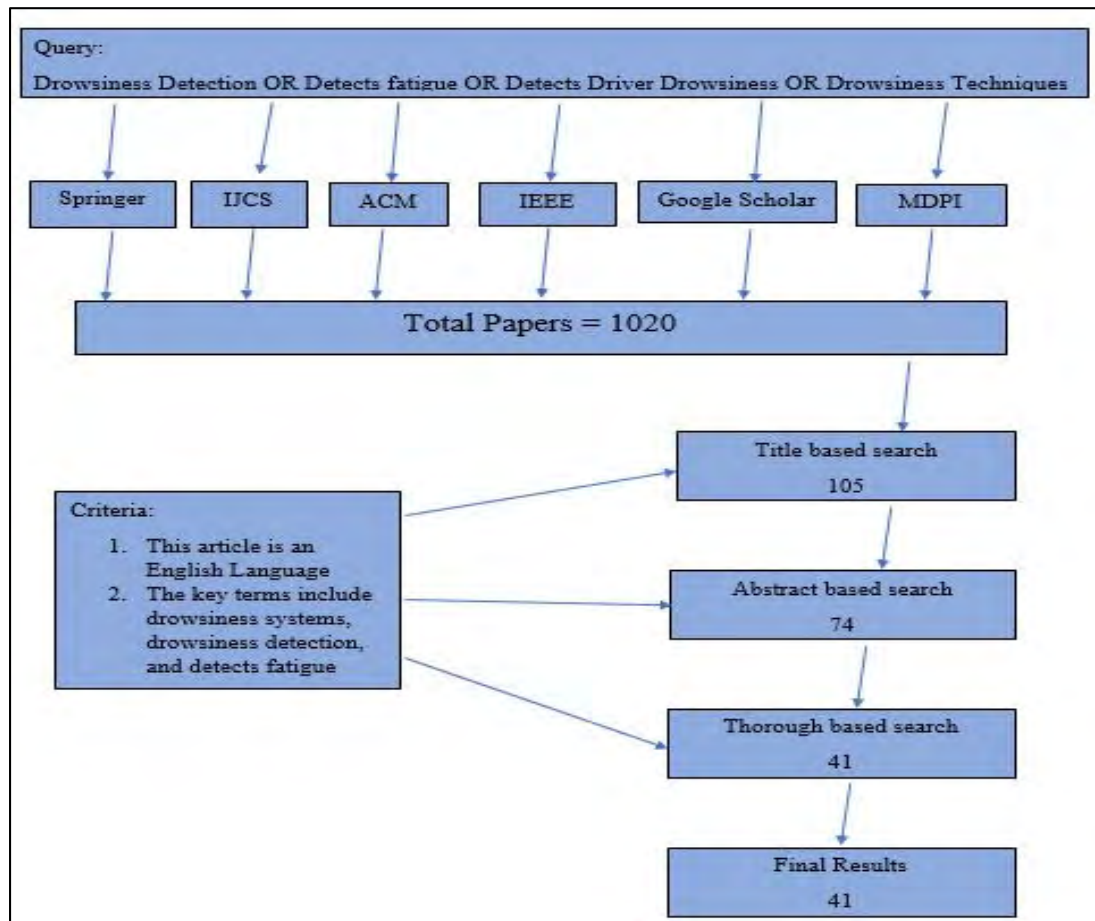 Query:
Drowsiness Detection OR Detects fatigue OR Detects Driver Drowsiness OR Drowsiness Techniques
Springer
IJCS
ACM
IEEE
Google Scholar
MDPI
Total Papers = 1020
Title based search
105
Criteria:
1. This article is an
English Language
2. The key terms include
drowsiness systems,
drowsiness detection,
and detects fatigue
Abstract based search
74
Thorough based search
41
Final Results
41